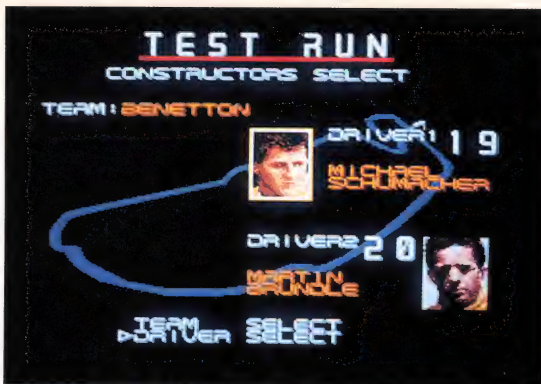 TEST RUN
CONSTRUCTORS SELECT
TEAM:BENETTON
DRIVER1 19
MICHAEL
SCHUMACHER
DRIVER2 20
MARTIN
BRUNDLE
TEAM SELECT
▷DRIVER SELECT